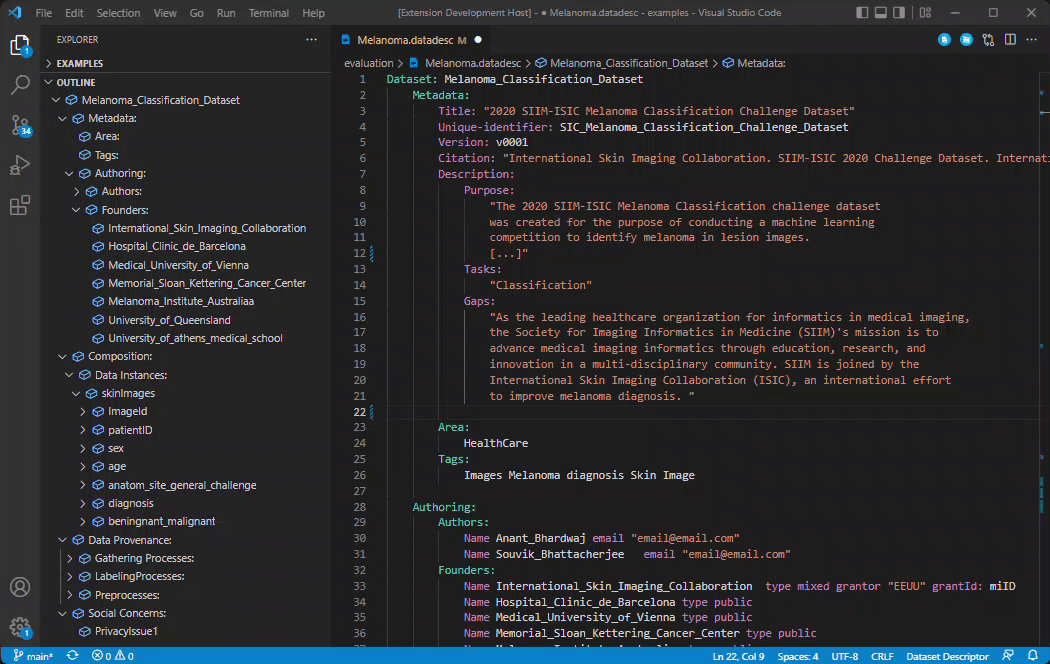 File Edit Selection View Go Run Terminal Help [Extension Development Host] - ● Melanoma.datadesc - examples - Visual Studio Code
EXPLORER ···
EXAMPLES
OUTLINE
Melanoma_Classification_Dataset
Metadata:
Area:
Tags:
Authoring:
Authors:
Founders:
International_Skin_Imaging_Collaboration
Hospital_Clinic_de_Barcelona
Medical_University_of_Vienna
Memorial_Sloan_Kettering_Cancer_Center
Melanoma_Institute_Australiaa
University_of_Queensland
University_of_athens_medical_school
Composition:
Data Instances:
skinImages
ImageId
patientID
sex
age
anatom_site_general_challenge
diagnosis
beningnant_malignant
Data Provenance:
Gathering Processes:
LabelingProcesses:
Preprocesses:
Social Concerns:
PrivacyIssue1
1
34
1
Melanoma.datadesc M ●
evaluation > Melanoma.datadesc > Melanoma_Classification_Dataset > Metadata:
1 Dataset: Melanoma_Classification_Dataset
2 Metadata:
3 Title: "2020 SIIM-ISIC Melanoma Classification Challenge Dataset"
4 Unique-identifier: SIC_Melanoma_Classification_Challenge_Dataset
5 Version: v0001
6 Citation: "International Skin Imaging Collaboration. SIIM-ISIC 2020 Challenge Dataset. Internati
7 Description:
8 Purpose:
9 "The 2020 SIIM-ISIC Melanoma Classification challenge dataset
10 was created for the purpose of conducting a machine learning
11 competition to identify melanoma in lesion images.
12 [...]"
13 Tasks:
14 "Classification"
15 Gaps:
16 "As the leading healthcare organization for informatics in medical imaging,
17 the Society for Imaging Informatics in Medicine (SIIM)'s mission is to
18 advance medical imaging informatics through education, research, and
19 innovation in a multi-disciplinary community. SIIM is joined by the
20 International Skin Imaging Collaboration (ISIC), an international effort
21 to improve melanoma diagnosis. "
22
23 Area:
24 HealthCare
25 Tags:
26 Images Melanoma diagnosis Skin Image
27
28 Authoring:
29 Authors:
30 Name Anant_Bhardwaj email "email@email.com"
31 Name Souvik_Bhattacherjee email "email@email.com"
32 Founders:
33 Name International_Skin_Imaging_Collaboration type mixed grantor "EEUU" grantId: miID
34 Name Hospital_Clinic_de_Barcelona type public
35 Name Medical_University_of_Vienna type public
36 Name Memorial_Sloan_Kettering_Cancer_Center type public
main* 0 0 Ln 22, Col 9 Spaces: 4 UTF-8 CRLF Dataset Descriptor